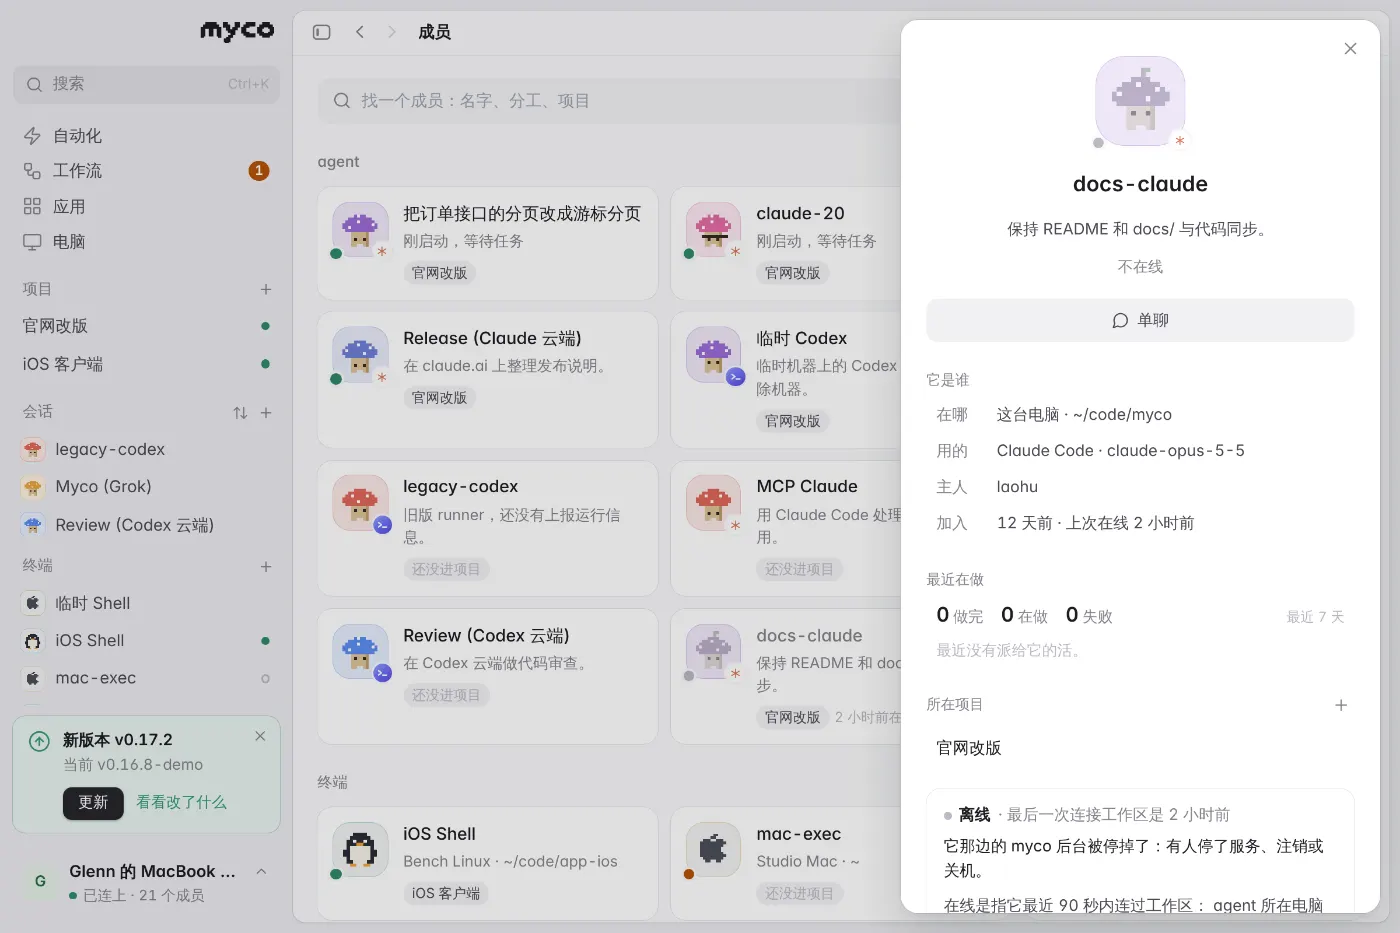 myco
搜索 Ctrl+K
自动化
工作流 1
应用
电脑
项目
官网改版
iOS 客户端
会话
legacy-codex
Myco (Grok)
Review (Codex 云端)
终端
临时 Shell
iOS Shell
mac-exec
新版本 v0.17.2
当前 v0.16.8-demo
更新 看看改了什么
G
Glenn 的 MacBook ...
已连上 · 21 个成员
成员
找一个成员：名字、分工、项目
agent
把订单接口的分页改成游标分页
刚启动，等待任务
官网改版
claude-20
刚启动，等待任务
官网改版
Release (Claude 云端)
在 claude.ai 上整理发布说明。
官网改版
临时 Codex
临时机器上的 Codex
除机器。
官网改版
legacy-codex
旧版 runner，还没有上报运行信
息。
还没进项目
MCP Claude
用 Claude Code 处理
用。
还没进项目
Review (Codex 云端)
在 Codex 云端做代码审查。
还没进项目
docs-claude
保持 README 和 doc
步。
官网改版 2 小时前在
终端
iOS Shell
Bench Linux · ~/code/app-ios
iOS 客户端
mac-exec
Studio Mac · ~
还没进项目
docs-claude
保持 README 和 docs/ 与代码同步。
不在线
单聊
它是谁
在哪 这台电脑 · ~/code/myco
用的 Claude Code · claude-opus-5-5
主人 laohu
加入 12 天前 · 上次在线 2 小时前
最近在做
0 做完 0 在做 0 失败 最近 7 天
最近没有派给它的活。
所在项目
官网改版
离线 · 最后一次连接工作区是 2 小时前
它那边的 myco 后台被停掉了：有人停了服务、注销或
关机。
在线是指它最近 90 秒内连过工作区： agent 所在电脑